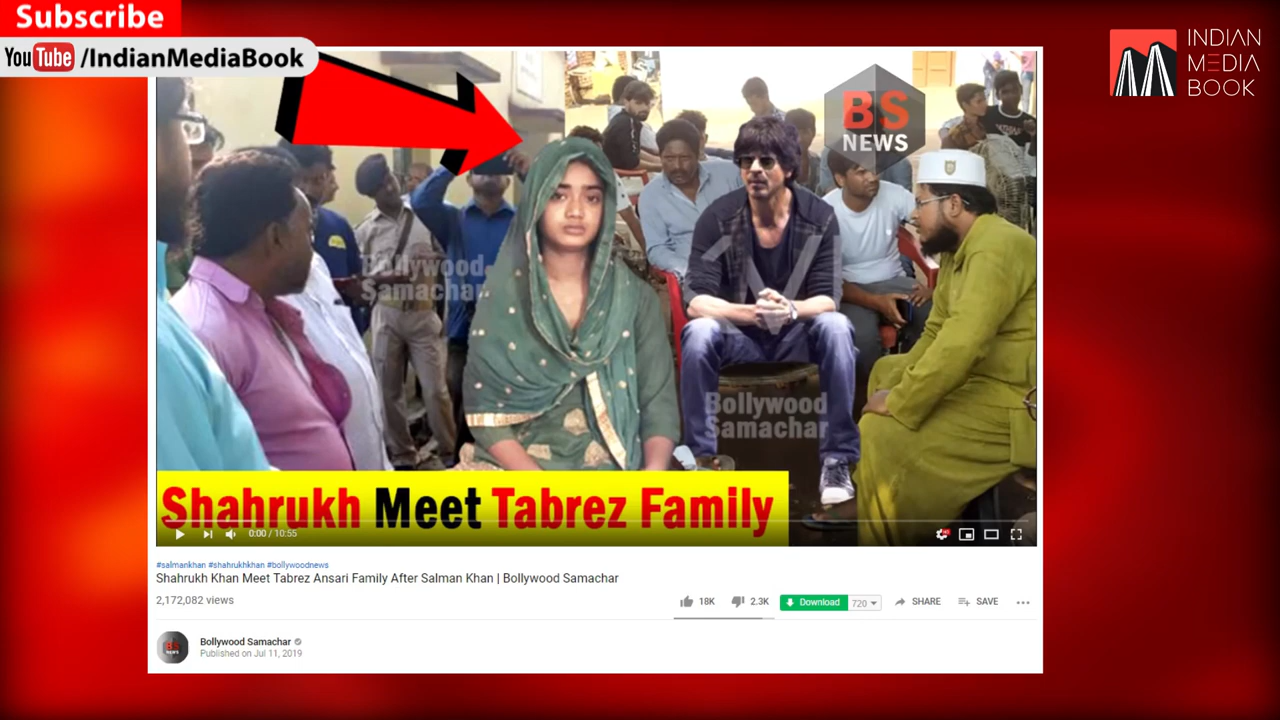 Subscribe
YouTube /IndianMediaBook
INDIAN
MEDIA
BOOK
BS
NEWS
Bollywood
Samachar
Bollywood
Samachar
Shahrukh Meet Tabrez Family
0:00 / 10:55
#salmankhan #shahrukhkhan #bollywoodnews
Shahrukh Khan Meet Tabrez Ansari Family After Salman Khan | Bollywood Samachar
2,172,082 views
18K 2.3K Download 720 SHARE SAVE
BS
NEWS
Bollywood Samachar
Published on Jul 11, 2019